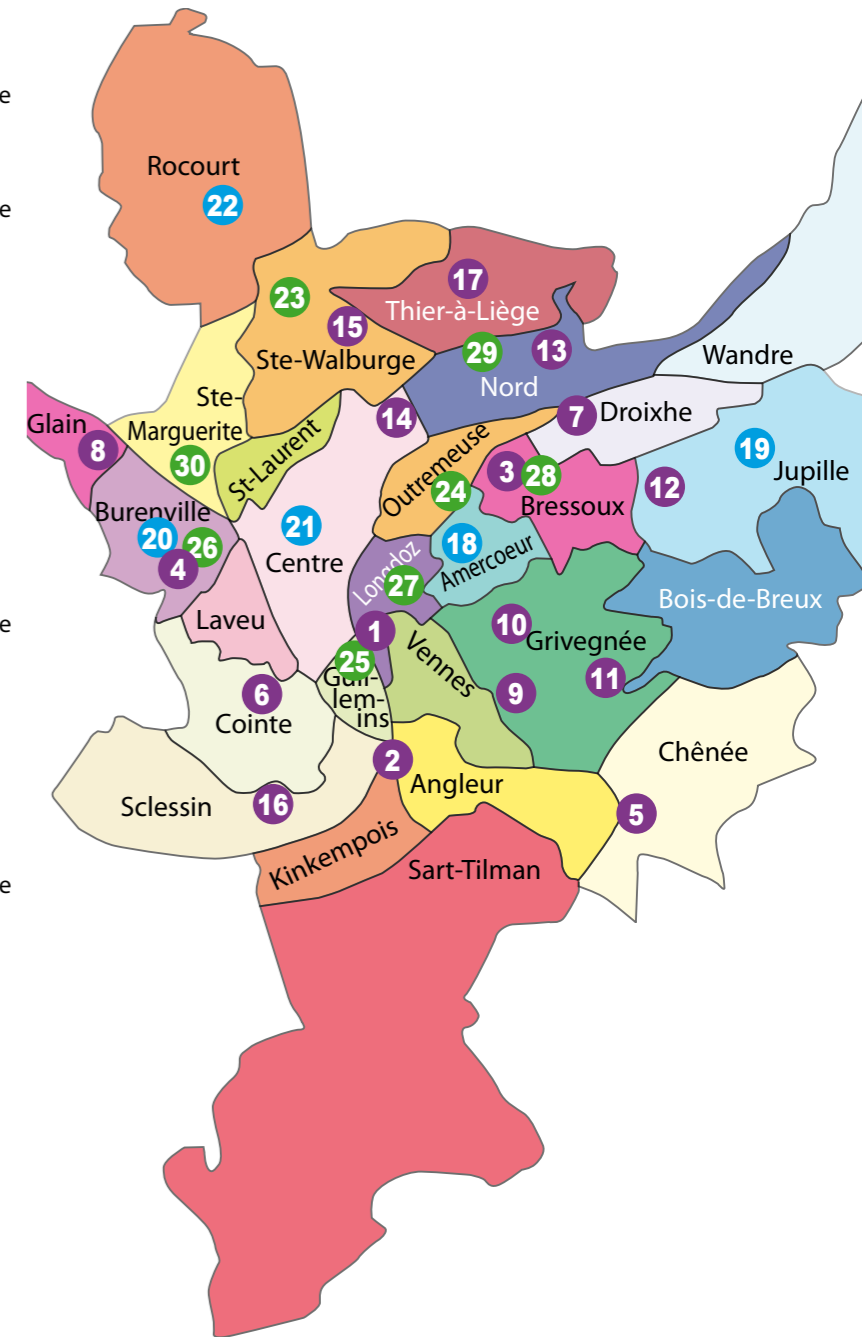 e
Rocourt
22
e
17
23
Thier-à-Liège
15
29
13
Ste-Walburge
Wandre
Nord
Ste-
Marguerite
14
7
Droixhe
Glain
8
St-Laurent
Outremeuse
19
Jupille
30
3
28
12
24
Bressoux
Burenville
20
26
4
21
Centre
18
Amercoeur
Longdoz
27
Bois-de-Breux
Laveu
e
1
10
Grivegnée
25
Guil-
lem-
ins
Vennes
11
6
Cointe
9
Chênée
2
Angleur
Sclessin
16
5
Kinkempois
Sart-Tilman
e